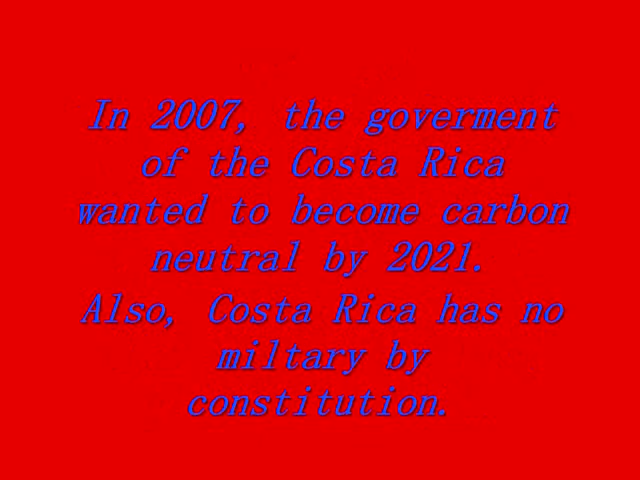 In 2007, the goverment
of the Costa Rica
wanted to become carbon
neutral by 2021.
Also, Costa Rica has no
miltary by
constitution.